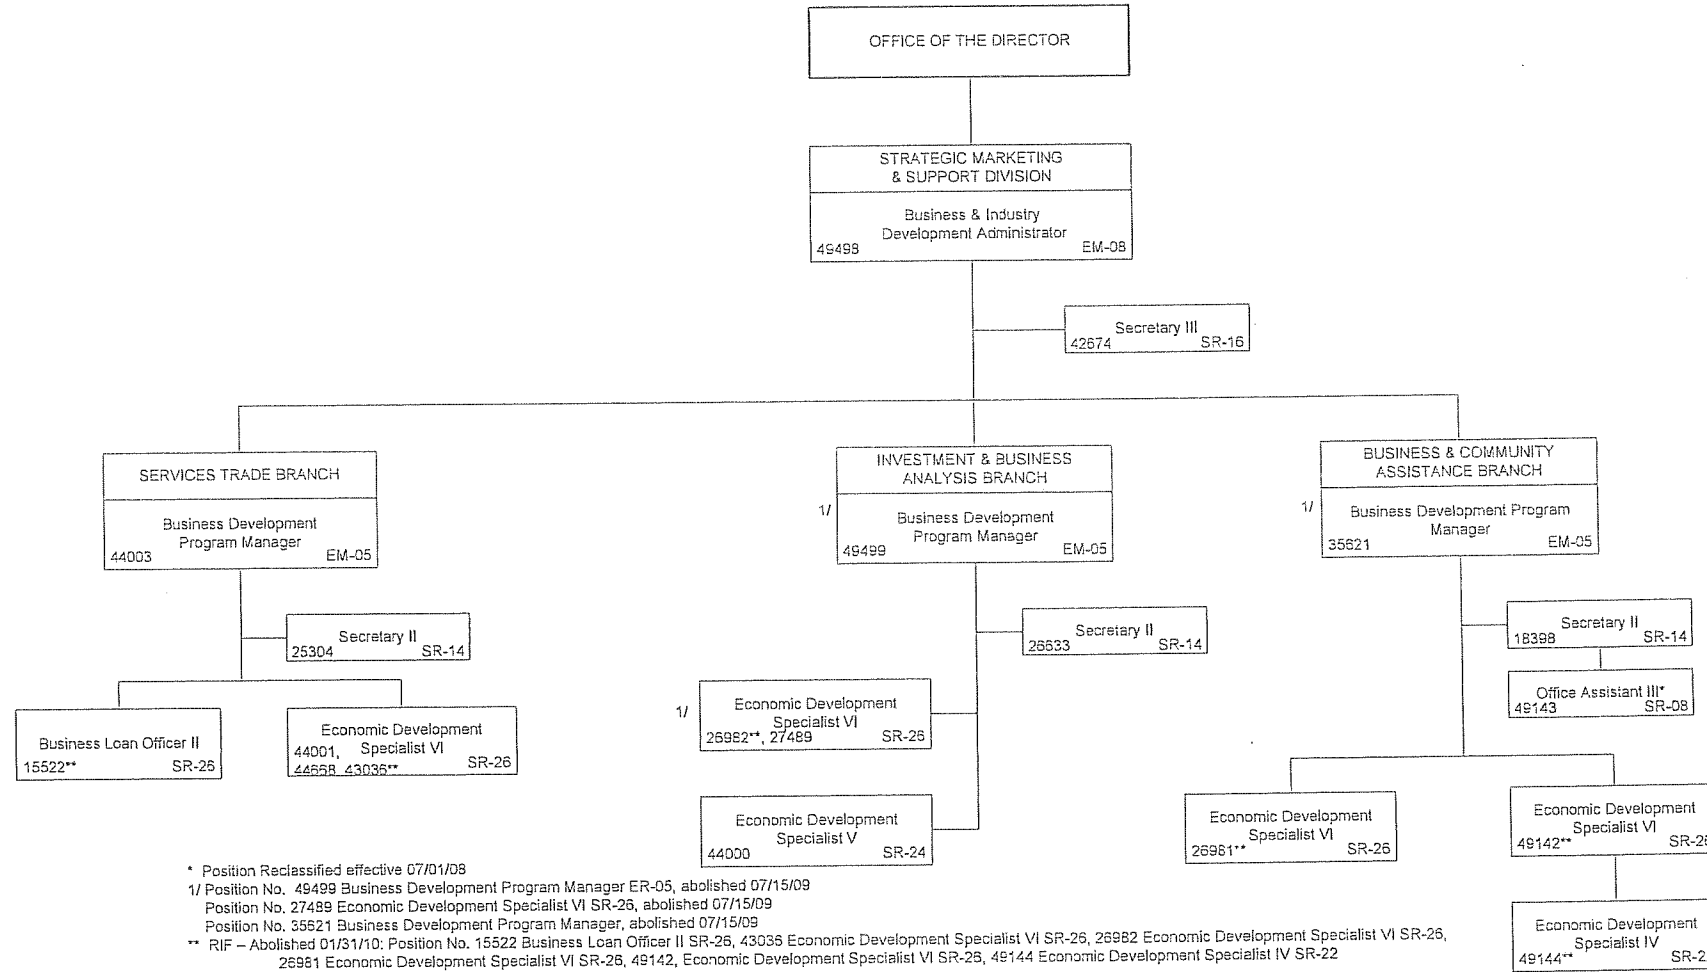 OFFICE OF THE DIRECTOR
STRATEGIC MARKETING
& SUPPORT DIVISION
Business & Industry
Development Administrator
49498 EM-08
Secretary III
42674 SR-16
SERVICES TRADE BRANCH
Business Development
Program Manager
44003 EM-05
Secretary II
25304 SR-14
Business Loan Officer II
15522** SR-26
Economic Development
44001, Specialist VI
44658, 43036** SR-26
INVESTMENT & BUSINESS
ANALYSIS BRANCH
1/
Business Development
Program Manager
49499 EM-05
Secretary II
26633 SR-14
1/
Economic Development
Specialist VI
26982**, 27489 SR-26
Economic Development
Specialist V
44000 SR-24
BUSINESS & COMMUNITY
ASSISTANCE BRANCH
1/
Business Development Program
Manager
35621 EM-05
Secretary II
18398 SR-14
Office Assistant III*
49143 SR-08
Economic Development
Specialist VI
26981** SR-26
Economic Development
Specialist VI
49142** SR-26
Economic Development
Specialist IV
49144** SR-2
* Position Reclassified effective 07/01/08
1/ Position No. 49499 Business Development Program Manager ER-05, abolished 07/15/09
Position No. 27489 Economic Development Specialist VI SR-26, abolished 07/15/09
Position No. 35621 Business Development Program Manager, abolished 07/15/09
** RIF – Abolished 01/31/10: Position No. 15522 Business Loan Officer II SR-26, 43036 Economic Development Specialist VI SR-26, 26982 Economic Development Specialist VI SR-26,
26981 Economic Development Specialist VI SR-26, 49142, Economic Development Specialist VI SR-26, 49144 Economic Development Specialist IV SR-22